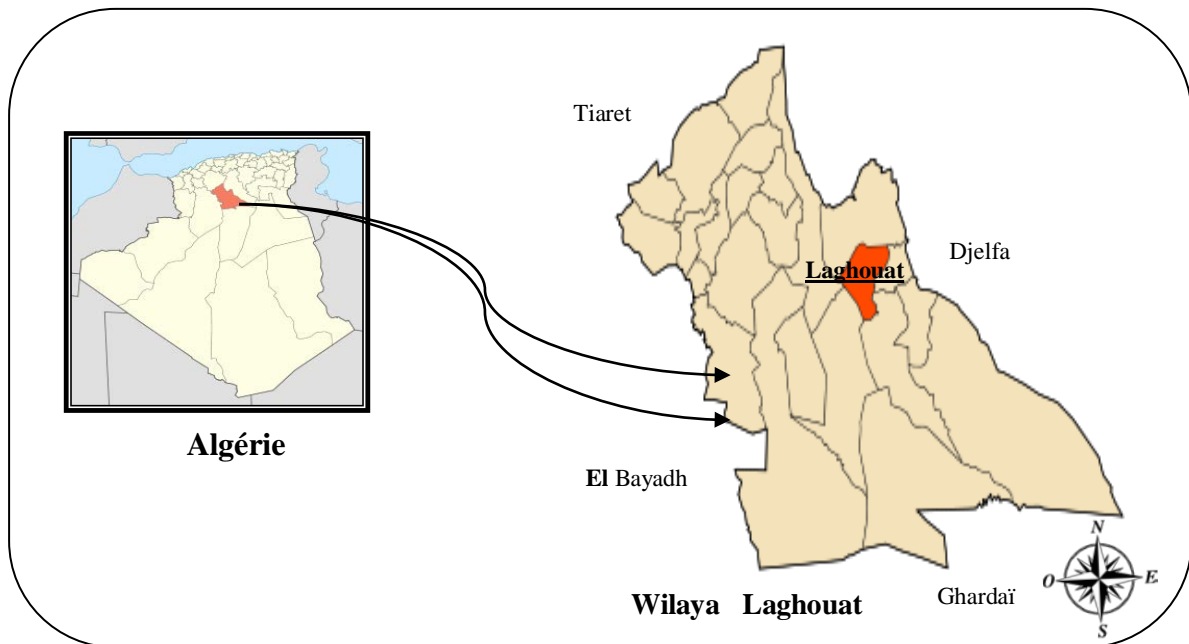 Tiaret
Djelfa
Laghouat
Algérie
El Bayadh
N
O
E
S
Ghardaï
Wilaya Laghouat